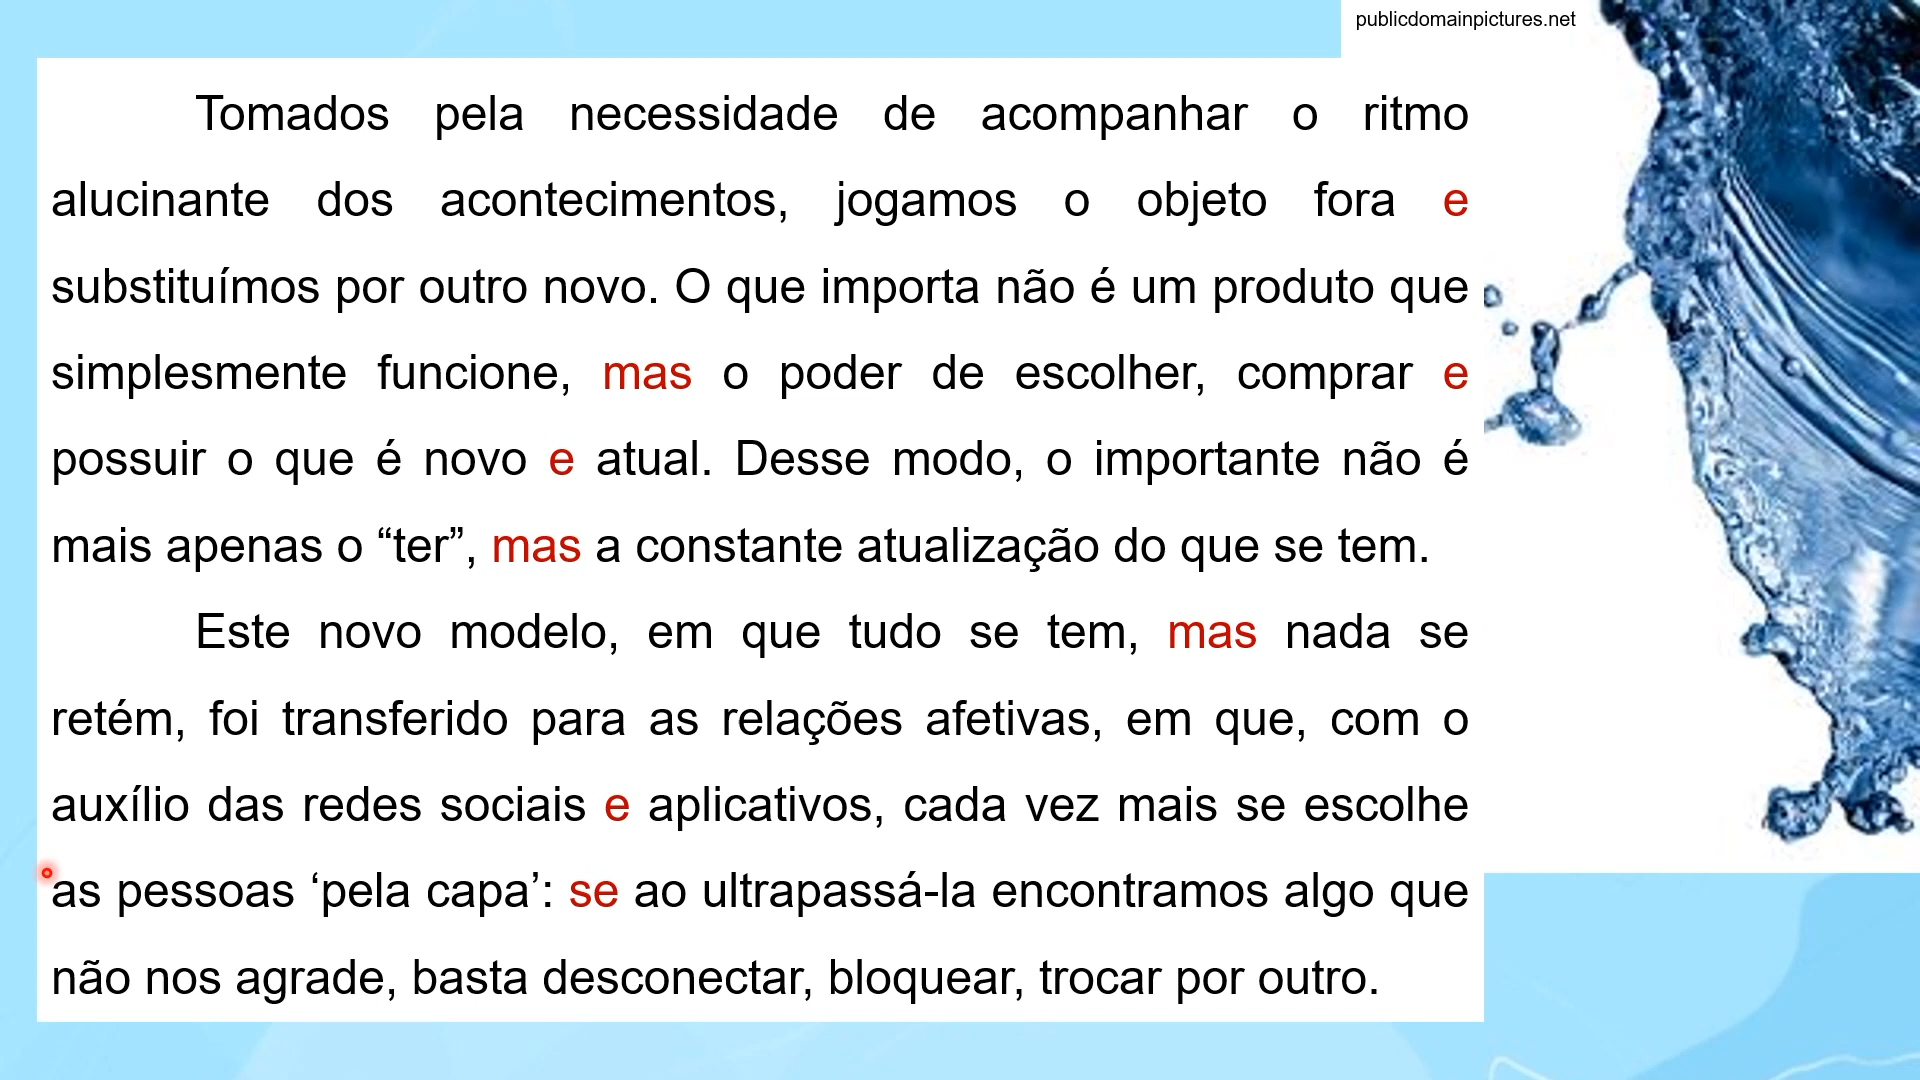 publicdomainpictures.net
Tomados pela necessidade de acompanhar o ritmo
alucinante dos acontecimentos, jogamos o objeto fora e
substituímos por outro novo. O que importa não é um produto que
simplesmente funcione, mas o poder de escolher, comprar e
possuir o que é novo e atual. Desse modo, o importante não é
mais apenas o “ter”, mas a constante atualização do que se tem.
Este novo modelo, em que tudo se tem, mas nada se
retém, foi transferido para as relações afetivas, em que, com o
auxílio das redes sociais e aplicativos, cada vez mais se escolhe
as pessoas ‘pela capa’: se ao ultrapassá-la encontramos algo que
não nos agrade, basta desconectar, bloquear, trocar por outro.